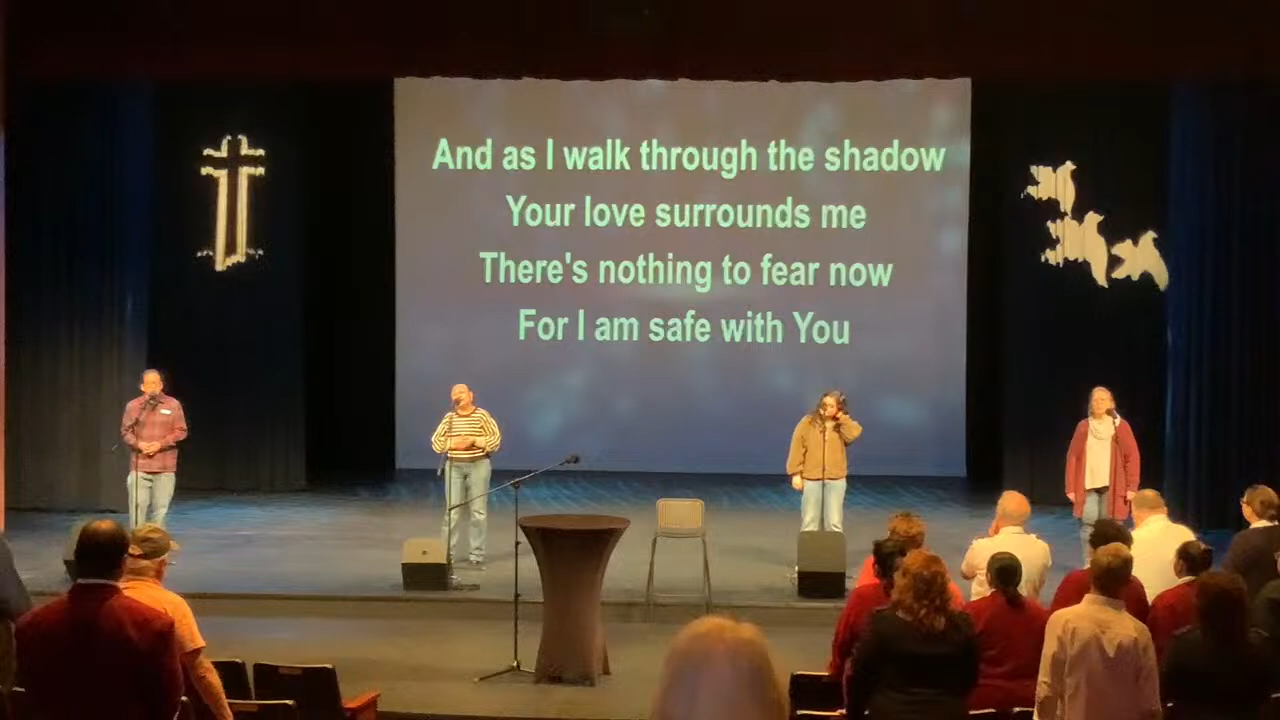 And as I walk through the shadow
Your love surrounds me
There's nothing to fear now
For I am safe with You